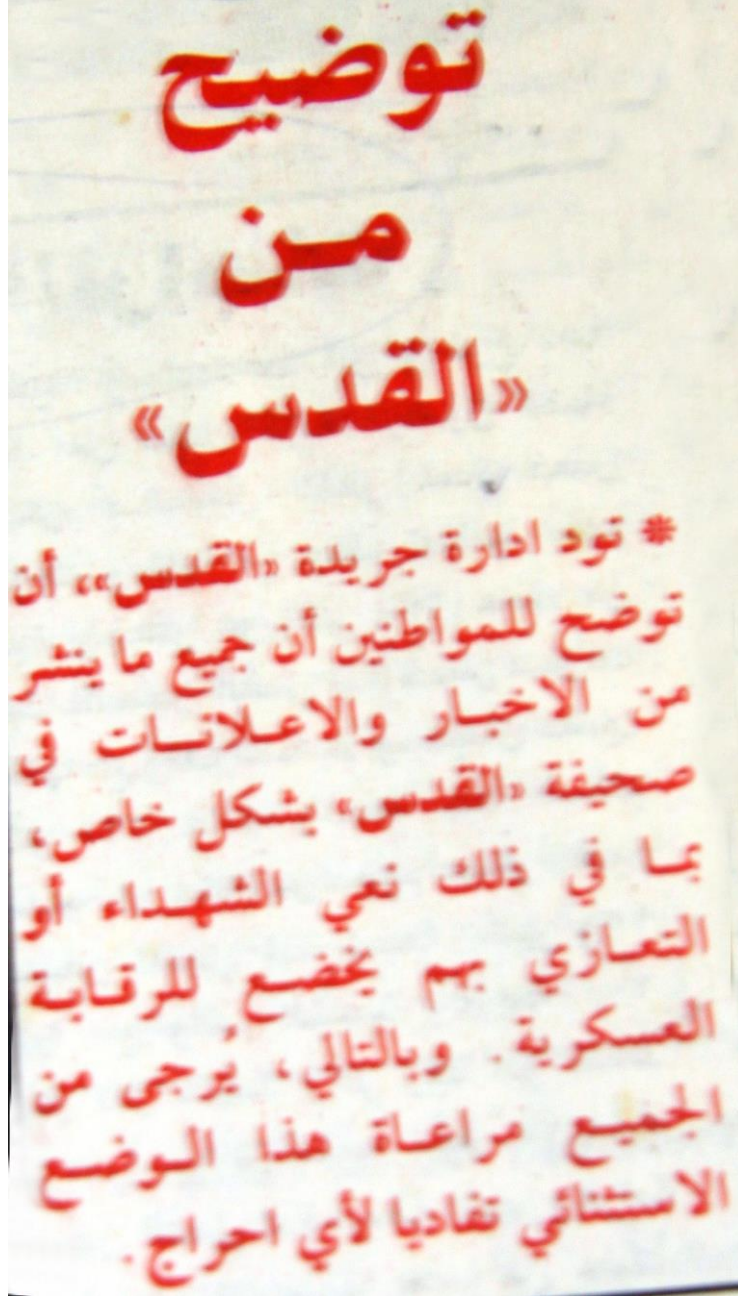 توضيح
من
«القدس»
* تود ادارة جريدة «القدس»، أن
توضح للمواطنين أن جميع ما ينشر
من الاخبار والاعلانات في
صحيفة «القدس» بشكل خاص،
بما في ذلك نعي الشهداء أو
التعازي بهم يخضع للرقابة
العسكرية. وبالتالي، يُرجى من
الجميع مراعاة هذا الوضع
الاستثنائي تفاديا لأي احراج.